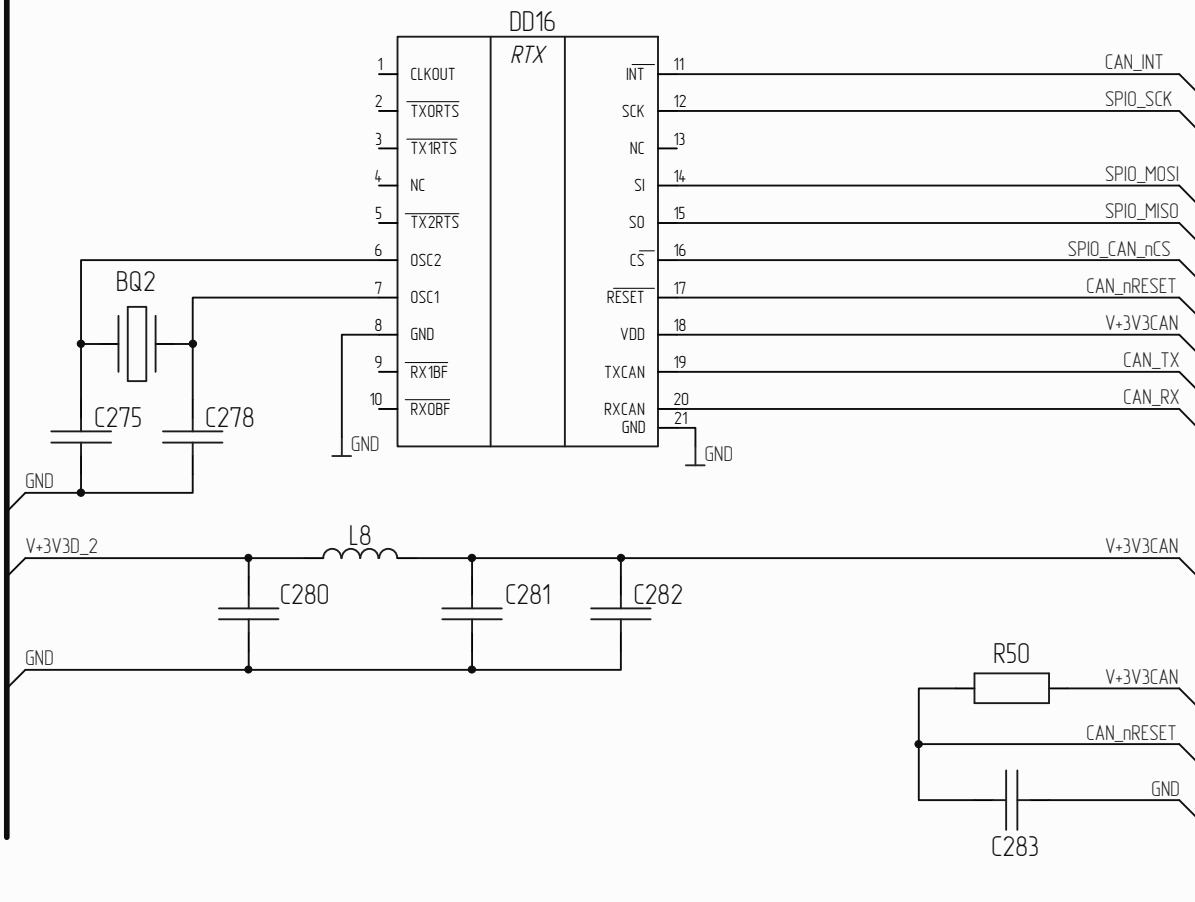 DD16
RTX
1 CLKOUT INT 11 CAN_INT
2 TX0RTS SCK 12 SPI0_SCK
3 TX1RTS NC 13
4 NC SI 14 SPI0_MOSI
5 TX2RTS SO 15 SPI0_MISO
6 OSC2 CS 16 SPI0_CAN_nCS
BQ2
7 OSC1 RESET 17 CAN_nRESET
8 GND VDD 18 V+3V3CAN
9 RX1BF TXCAN 19 CAN_TX
10 RX0BF RXCAN 20 CAN_RX
C275 C278
GND 21
GND GND
GND
L8
V+3V3D_2 V+3V3CAN
C280 C281 C282
GND
R50
V+3V3CAN
CAN_nRESET
GND
C283